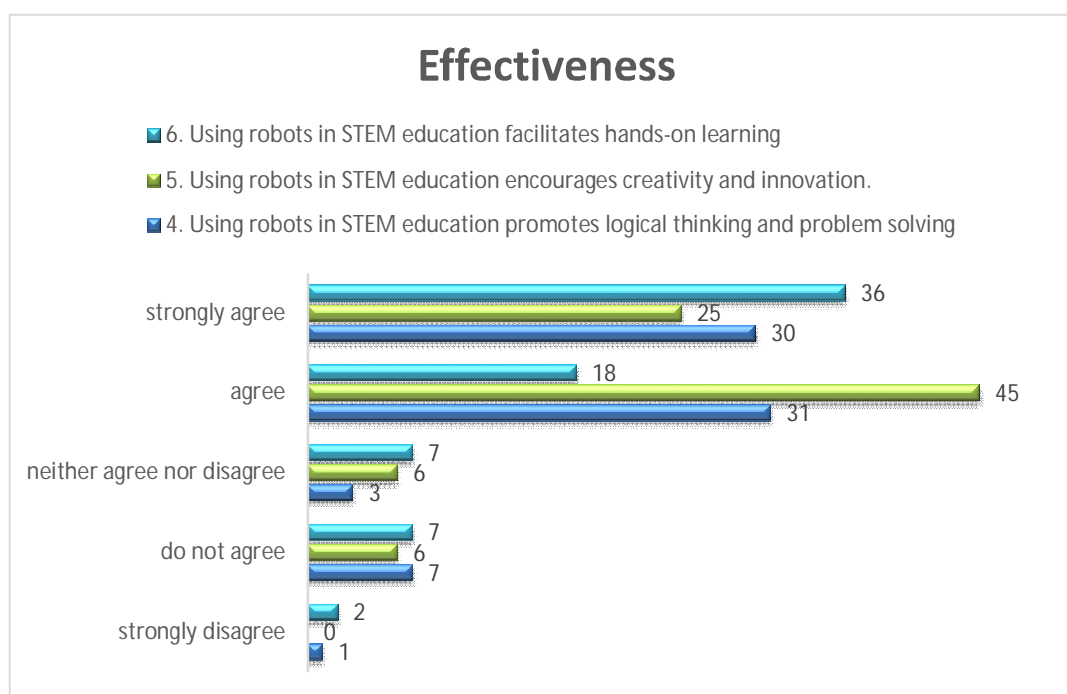 Effectiveness
6. Using robots in STEM education facilitates hands-on learning
5. Using robots in STEM education encourages creativity and innovation.
4. Using robots in STEM education promotes logical thinking and problem solving
36
strongly agree
25
30
18
agree
45
31
7
neither agree nor disagree
6
3
7
do not agree
6
7
2
strongly disagree
0
1